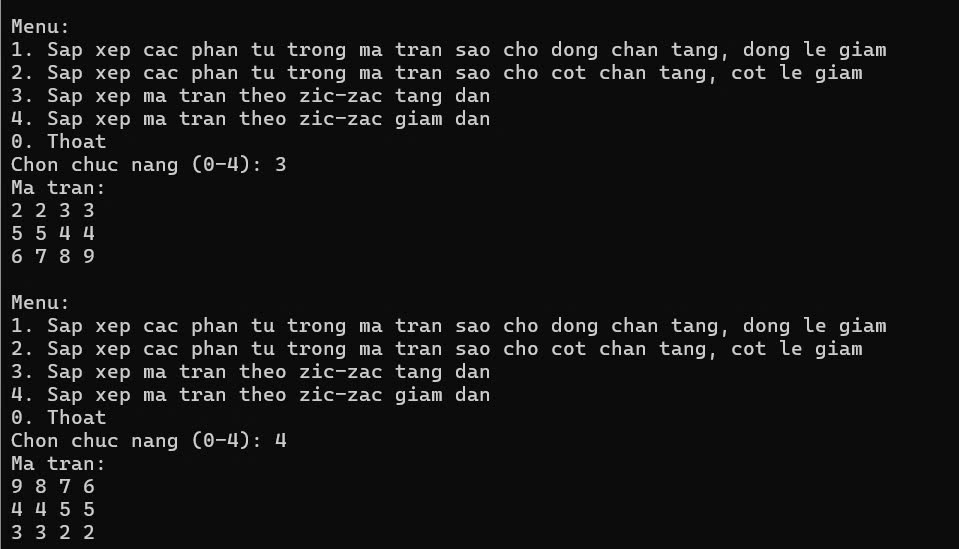 Menu:
1. Sap xep cac phan tu trong ma tran sao cho dong chan tang, dong le giam
2. Sap xep cac phan tu trong ma tran sao cho cot chan tang, cot le giam
3. Sap xep ma tran theo zic-zac tang dan
4. Sap xep ma tran theo zic-zac giam dan
0. Thoat
Chon chuc nang (0-4): 3
Ma tran:
2 2 3 3
5 5 4 4
6 7 8 9
Menu:
1. Sap xep cac phan tu trong ma tran sao cho dong chan tang, dong le giam
2. Sap xep cac phan tu trong ma tran sao cho cot chan tang, cot le giam
3. Sap xep ma tran theo zic-zac tang dan
4. Sap xep ma tran theo zic-zac giam dan
0. Thoat
Chon chuc nang (0-4): 4
Ma tran:
9 8 7 6
4 4 5 5
3 3 2 2